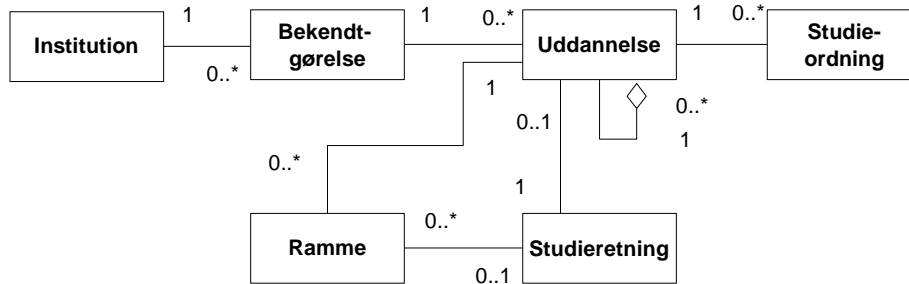 1
1
0..*
1
0..*
Institution
Bekendt-
gørelse
Uddannelse
Studie-
ordning
0..*
1
0..*
0..1
1
0..*
1
0..*
Ramme
Studieretning
0..1